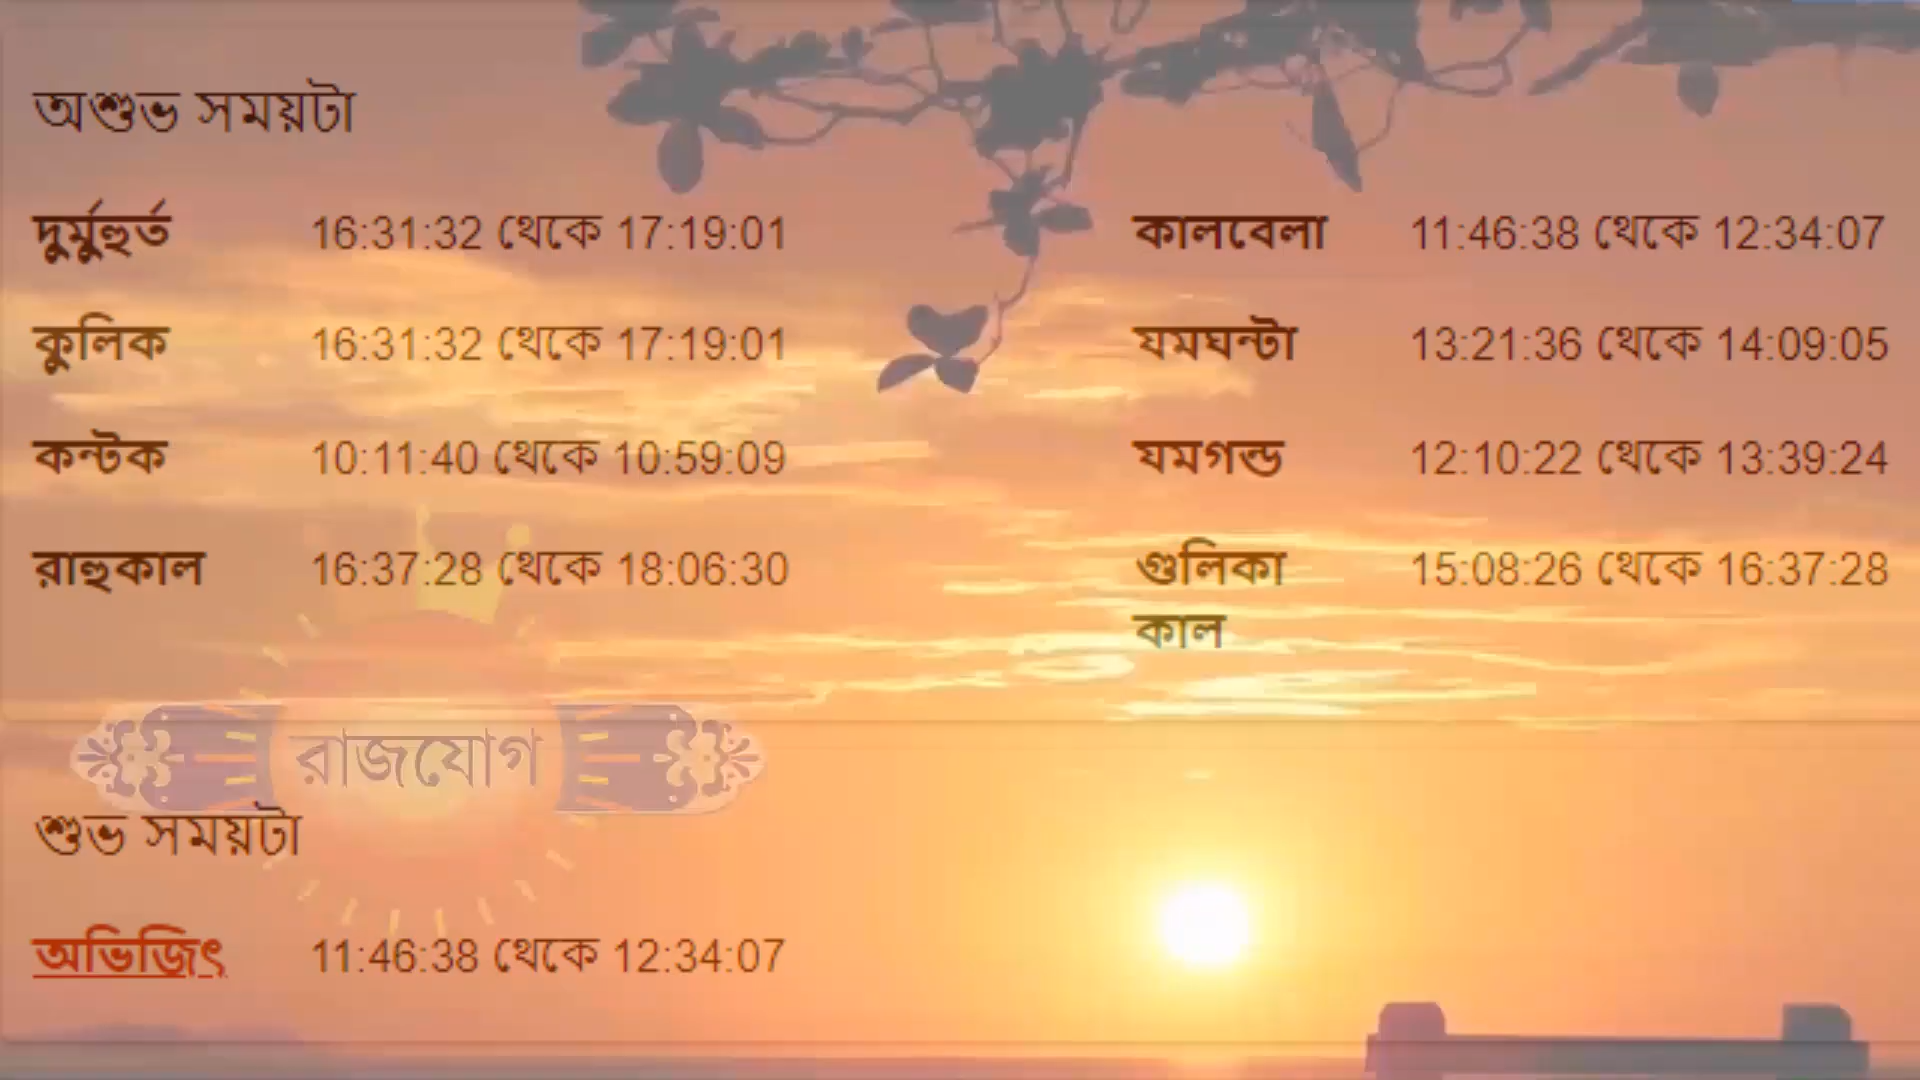 অশুভ সময়টা
দুর্মুহুর্ত 16:31:32 থেকে 17:19:01 কালবেলা 11:46:38 থেকে 12:34:07
কুলিক 16:31:32 থেকে 17:19:01 যমঘন্টা 13:21:36 থেকে 14:09:05
কন্টক 10:11:40 থেকে 10:59:09 যমগন্ড 12:10:22 থেকে 13:39:24
রাহুকাল 16:37:28 থেকে 18:06:30 গুলিকা 15:08:26 থেকে 16:37:28
কাল
রাজযোগ
শুভ সময়টা
অভিজিৎ 11:46:38 থেকে 12:34:07